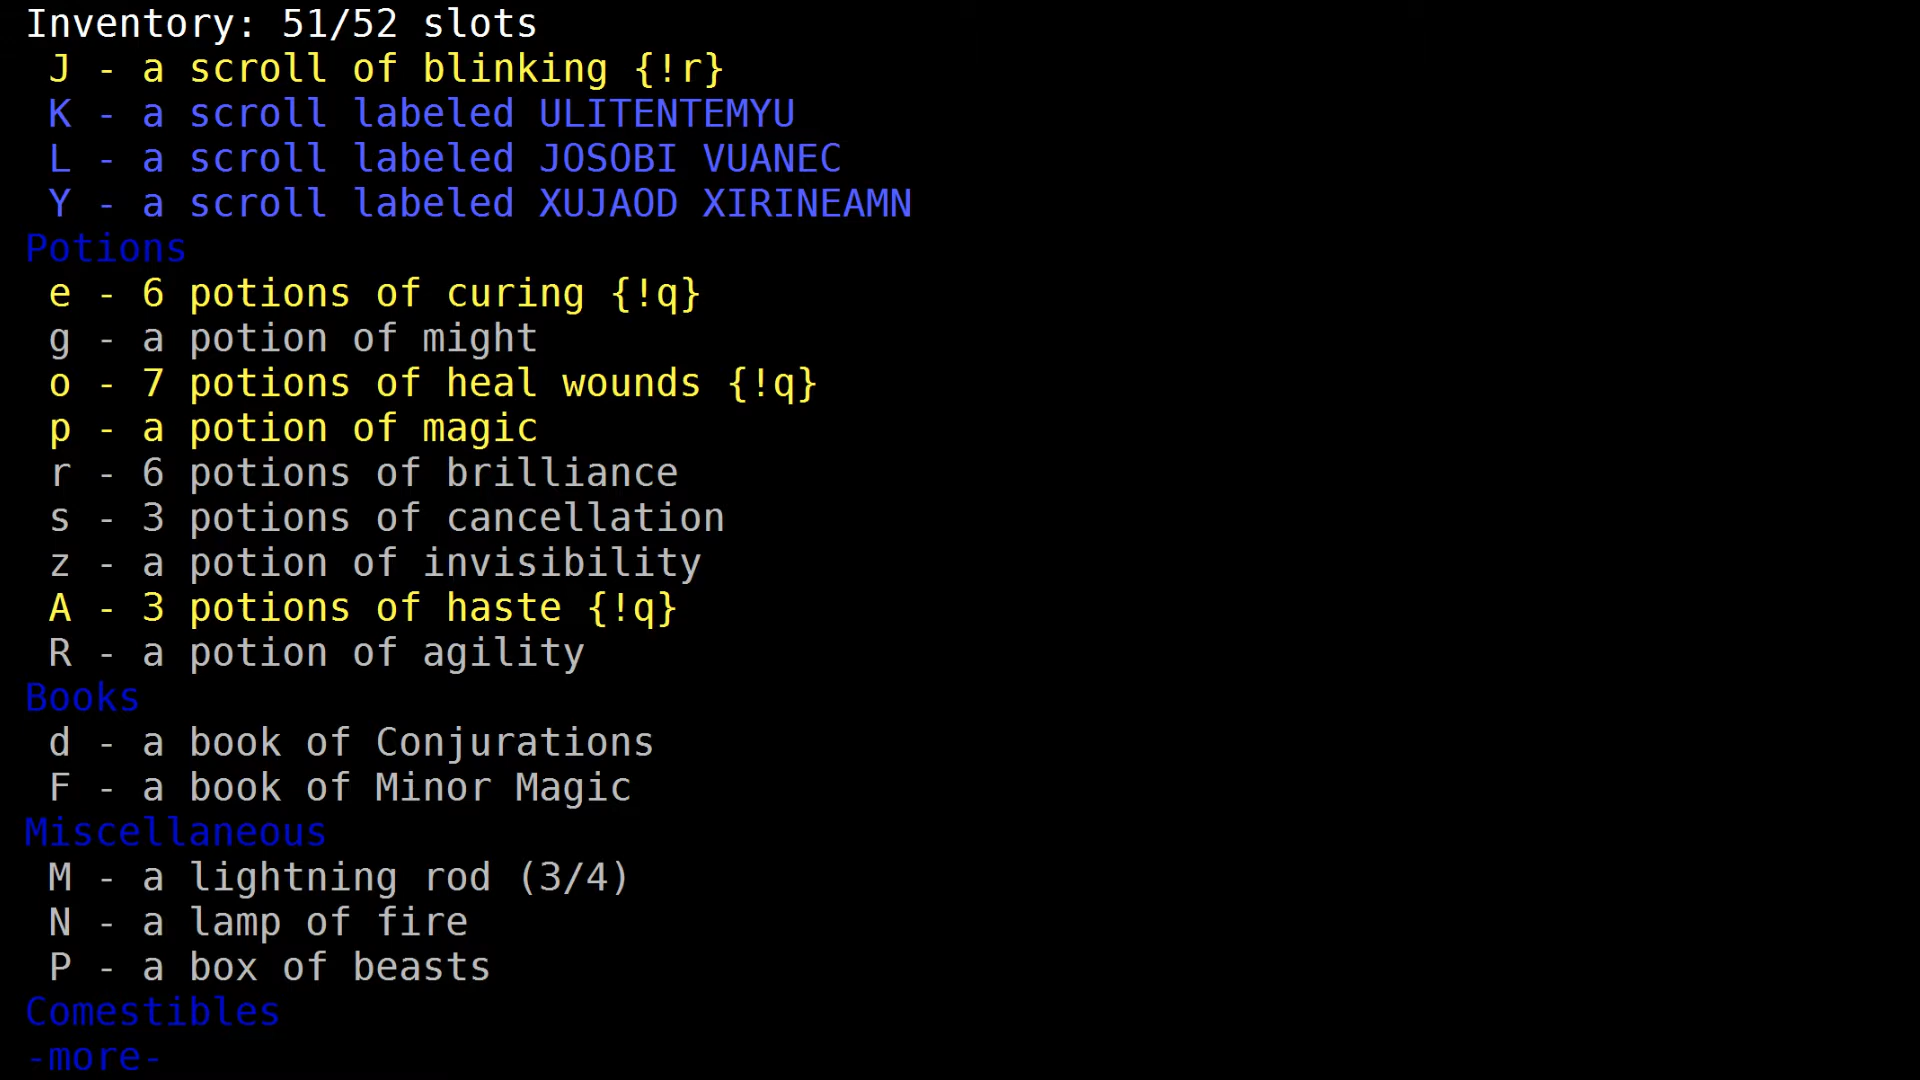 Inventory: 51/52 slots
J - a scroll of blinking {!r}
K - a scroll labeled ULITENTEMYU
L - a scroll labeled JOSOBI VUANEC
Y - a scroll labeled XUJAOD XIRINEAMN
Potions
e - 6 potions of curing {!q}
g - a potion of might
o - 7 potions of heal wounds {!q}
p - a potion of magic
r - 6 potions of brilliance
s - 3 potions of cancellation
z - a potion of invisibility
A - 3 potions of haste {!q}
R - a potion of agility
Books
d - a book of Conjurations
F - a book of Minor Magic
Miscellaneous
M - a lightning rod (3/4)
N - a lamp of fire
P - a box of beasts
Comestibles
-more-